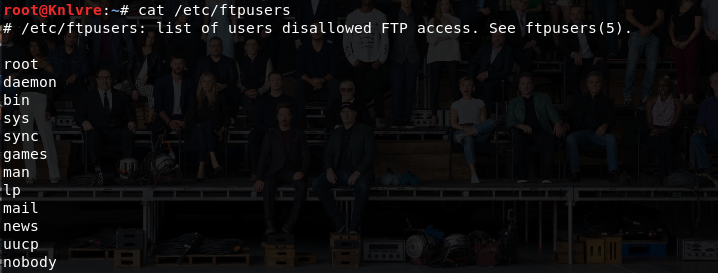 root@Knlvre:~# cat /etc/ftpusers
# /etc/ftpusers: list of users disallowed FTP access. See ftpusers(5).
root
daemon
bin
sys
sync
games
man
lp
mail
news
uucp
nobody